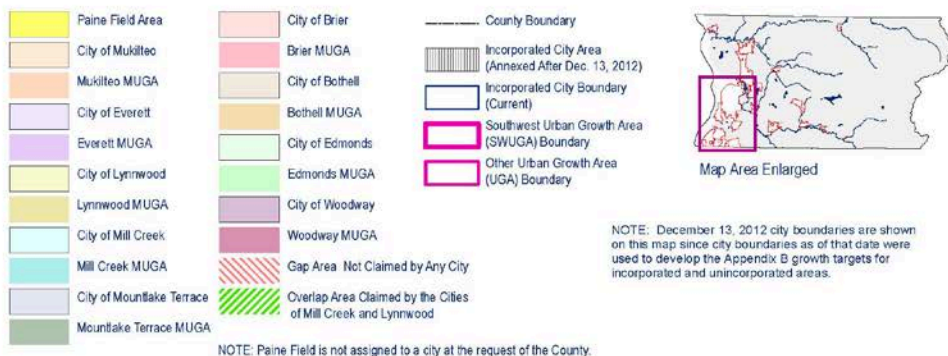 Paine Field Area
City of Mukilteo
Mukilteo MUGA
City of Everett
Everett MUGA
City of Lynnwood
Lynnwood MUGA
City of Mill Creek
Mill Creek MUGA
City of Mountlake Terrace
Mountlake Terrace MUGA
City of Brier
Brier MUGA
City of Bothell
Bothell MUGA
City of Edmonds
Edmonds MUGA
City of Woodway
Woodway MUGA
Gap Area Not Claimed by Any City
Overlap Area Claimed by the Cities
of Mill Creek and Lynnwood
County Boundary
Incorporated City Area
(Annexed After Dec. 13, 2012)
Incorporated City Boundary
(Current)
Southwest Urban Growth Area
(SWUGA) Boundary
Other Urban Growth Area
(UGA) Boundary
Map Area Enlarged
NOTE: December 13, 2012 city boundaries are shown
on this map since city boundaries as of that date were
used to develop the Appendix B growth targets for
incorporated and unincorporated areas.
NOTE: Paine Field is not assigned to a city at the request of the County.